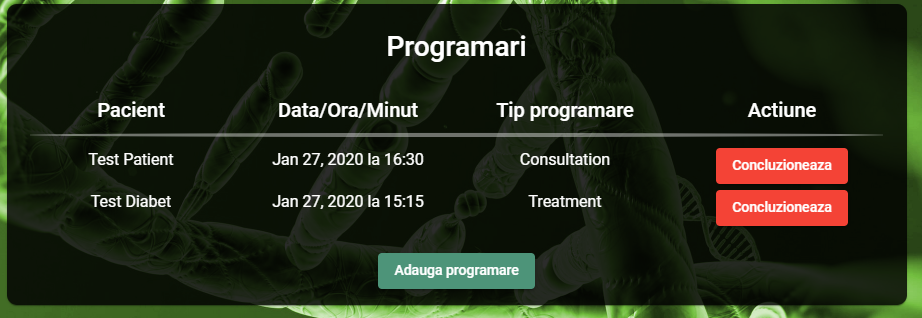 Programari
Pacient Data/Ora/Minut Tip programare Actiune
Test Patient Jan 27, 2020 la 16:30 Consultation Concluzioneaza
Test Diabet Jan 27, 2020 la 15:15 Treatment Concluzioneaza
Adauga programare